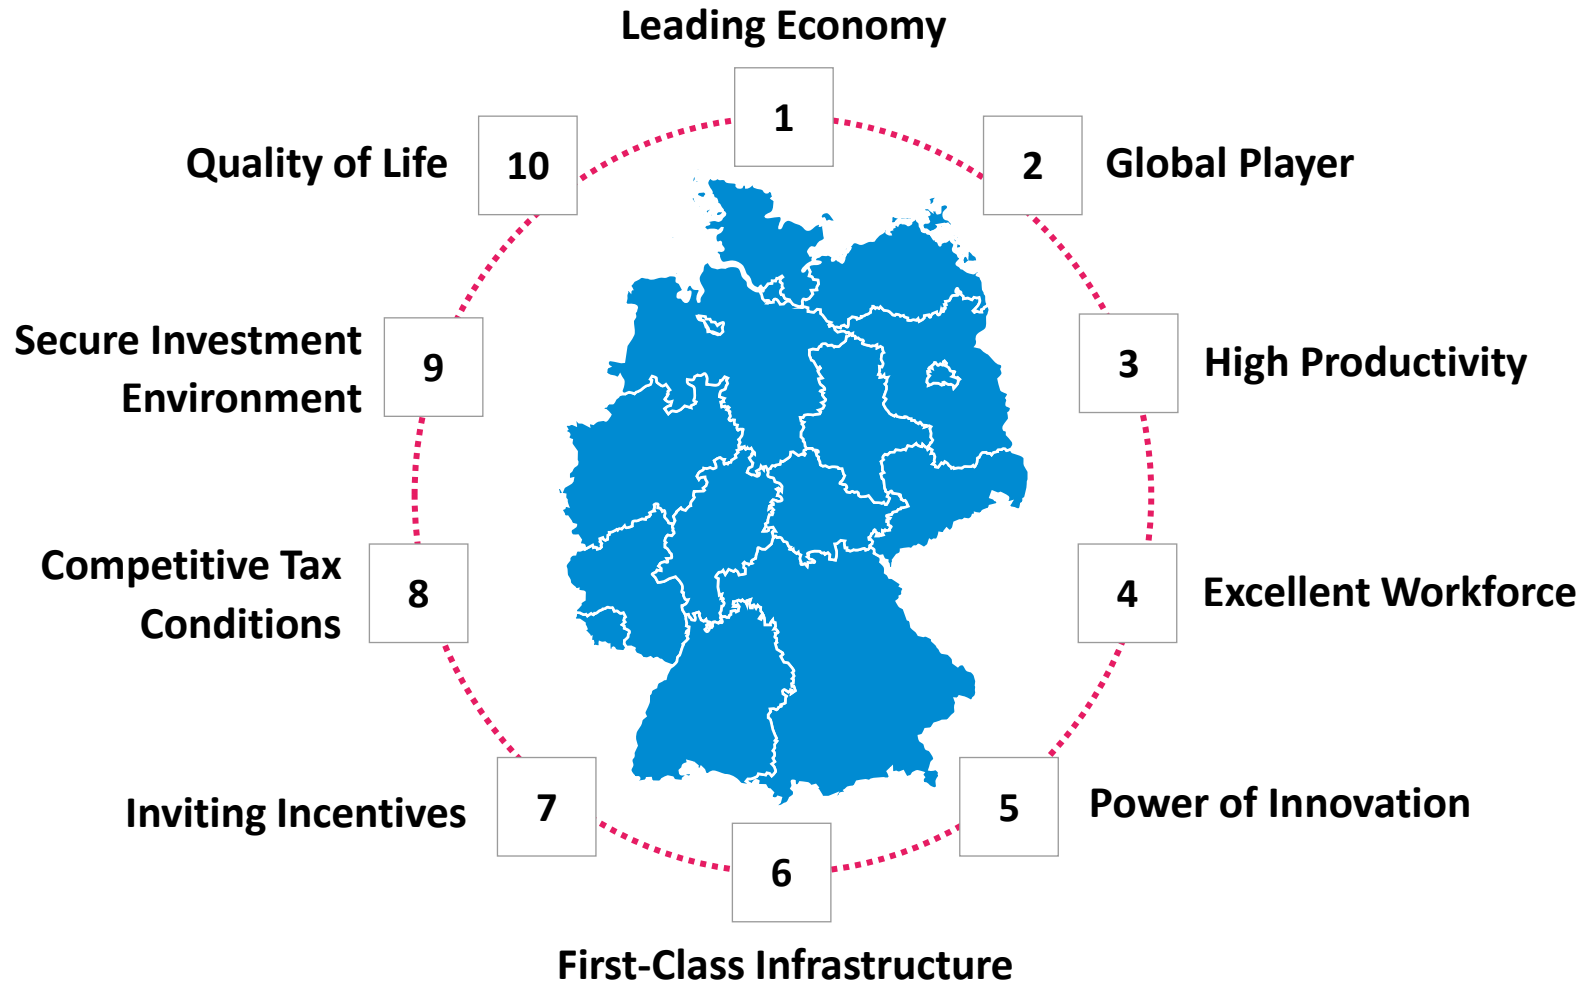 Leading Economy
1
2
Global Player
3
High Productivity
4
Excellent Workforce
5
Power of Innovation
6
First-Class Infrastructure
7
Inviting Incentives
8
Competitive Tax
Conditions
9
Secure Investment
Environment
10
Quality of Life